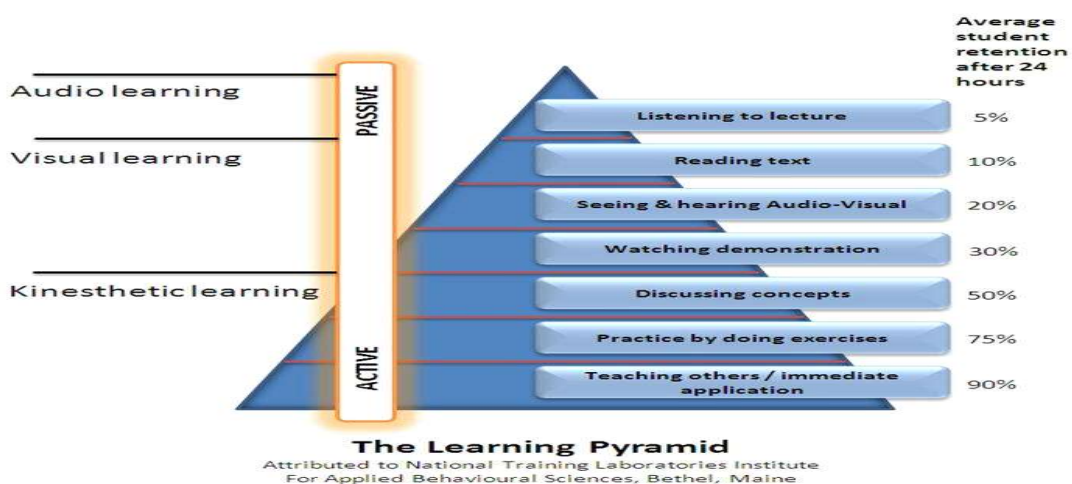 Average
student
retention
after 24
hours
Audio learning
PASSIVE
Listening to lecture
5%
Visual learning
Reading text
10%
Seeing & hearing Audio-Visual
20%
Watching demonstration
30%
Kinesthetic learning
Discussing concepts
50%
ACTIVE
Practice by doing exercises
75%
Teaching others / immediate
application
90%
The Learning Pyramid
Attributed to National Training Laboratories Institute
For Applied Behavioural Sciences, Bethel, Maine